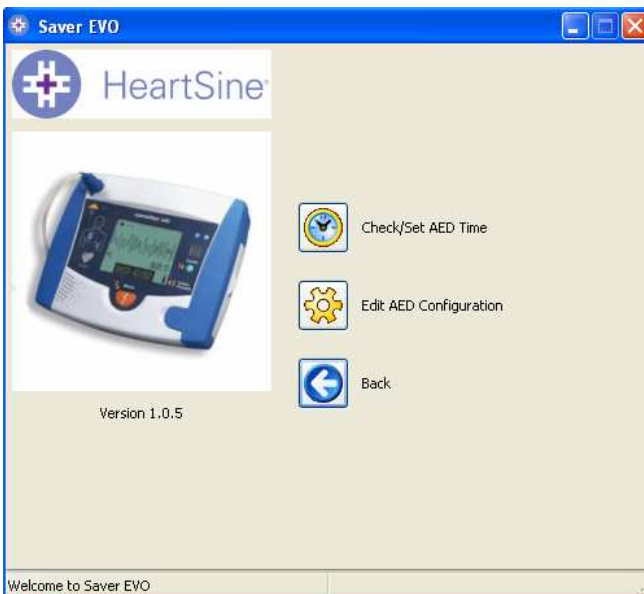 Saver EVO
HeartSine®
Check/Set AED Time
Edit AED Configuration
Back
Version 1.0.5
Welcome to Saver EVO